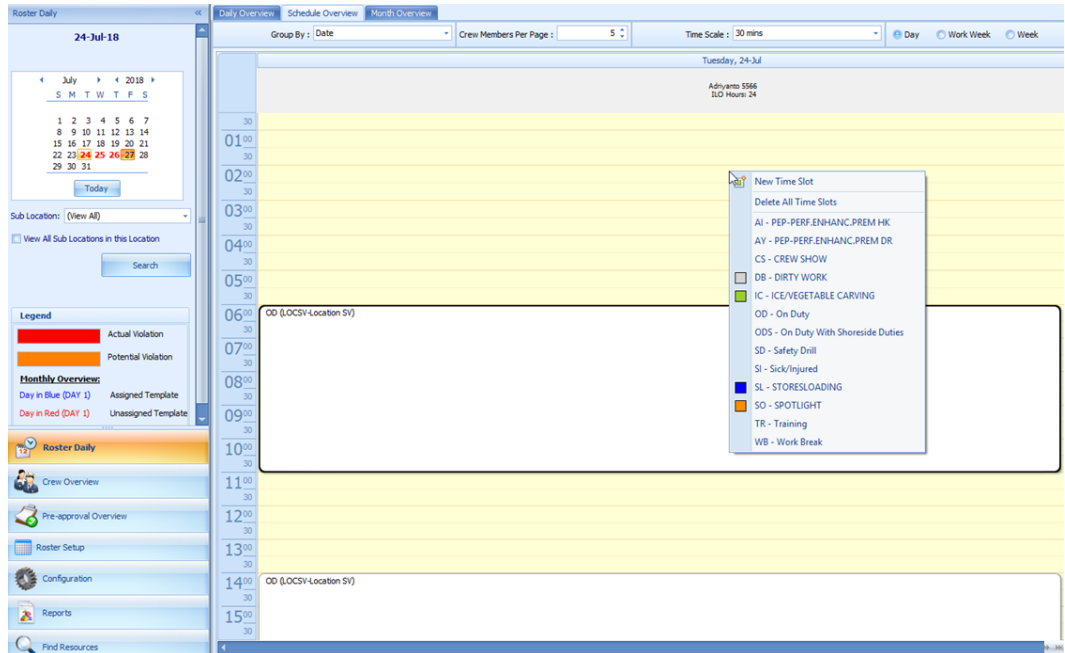 Roster Daily «
24-Jul-18
July 2018
S M T W T F S
1 2 3 4 5 6 7
8 9 10 11 12 13 14
15 16 17 18 19 20 21
22 23 24 25 26 27 28
29 30 31
Today
Sub Location: (View All)
View All Sub Locations in this Location
Search
Legend
Actual Violation
Potential Violation
Monthly Overview:
Day in Blue (DAY 1) Assigned Template
Day in Red (DAY 1) Unassigned Template
12 Roster Daily
Crew Overview
Pre-approval Overview
Roster Setup
Configuration
Reports
Find Resources
Daily Overview Schedule Overview Month Overview
Group By : Date Crew Members Per Page : 5 Time Scale : 30 mins Day Work Week Week
Tuesday, 24-Jul
Adriyanto 5566
ILO Hours: 24
30
01 00
30
02 00
30
03 00
30
04 00
30
05 00
30
06 00 OD (LOCSV-Location SV)
30
07 00
30
08 00
30
09 00
30
10 00
30
11 00
30
12 00
30
13 00
30
14 00 OD (LOCSV-Location SV)
30
15 00
30
New Time Slot
Delete All Time Slots
AI - PEP-PERF.ENHANC.PREM HK
AY - PEP-PERF.ENHANC.PREM DR
CS - CREW SHOW
DB - DIRTY WORK
IC - ICE/VEGETABLE CARVING
OD - On Duty
ODS - On Duty With Shoreside Duties
SD - Safety Drill
SI - Sick/Injured
SL - STORESLOADING
SO - SPOTLIGHT
TR - Training
WB - Work Break